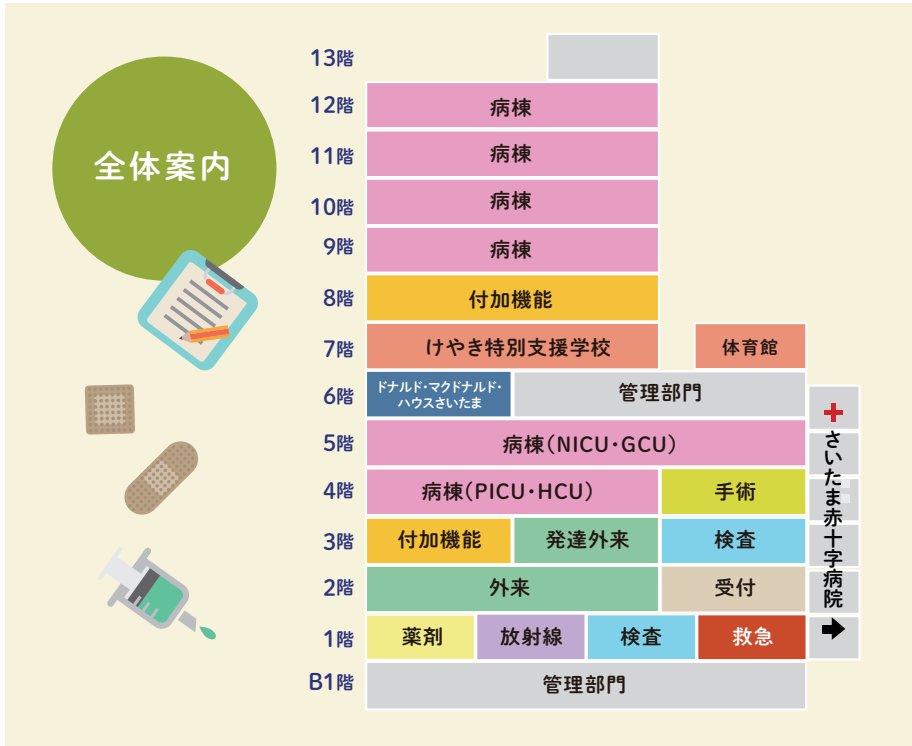 全体案内
13階
12階
病棟
11階
病棟
10階
病棟
9階
病棟
8階
付加機能
7階
けやき特別支援学校
体育館
6階
ドナルド・マクドナルド・
ハウスさいたま
管理部門
5階
病棟(NICU・GCU)
4階
病棟(PICU・HCU)
手術
3階
付加機能
発達外来
検査
2階
外来
受付
1階
薬剤
放射線
検査
救急
B1階
管理部門
さいたま赤十字病院